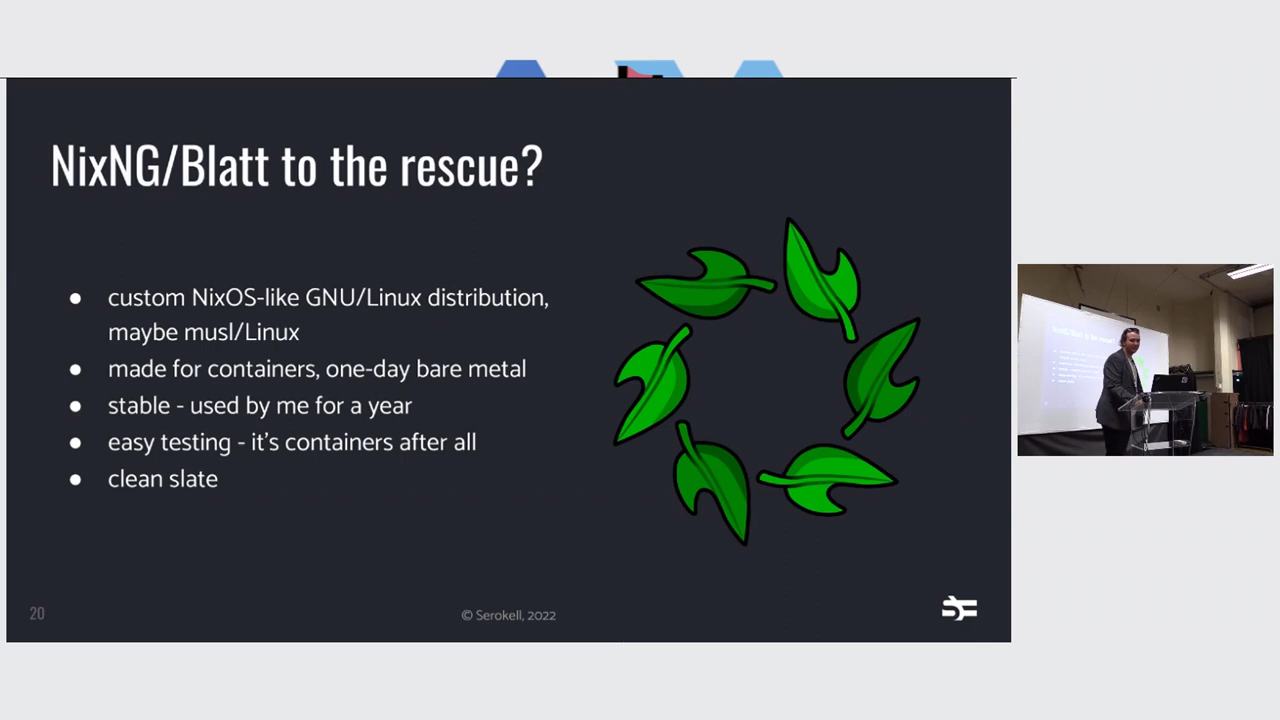 NixNG/Blatt to the rescue?
● custom NixOS-like GNU/Linux distribution,
maybe musl/Linux
● made for containers, one-day bare metal
● stable - used by me for a year
● easy testing - it's containers after all
● clean slate
20
© Serokell, 2022